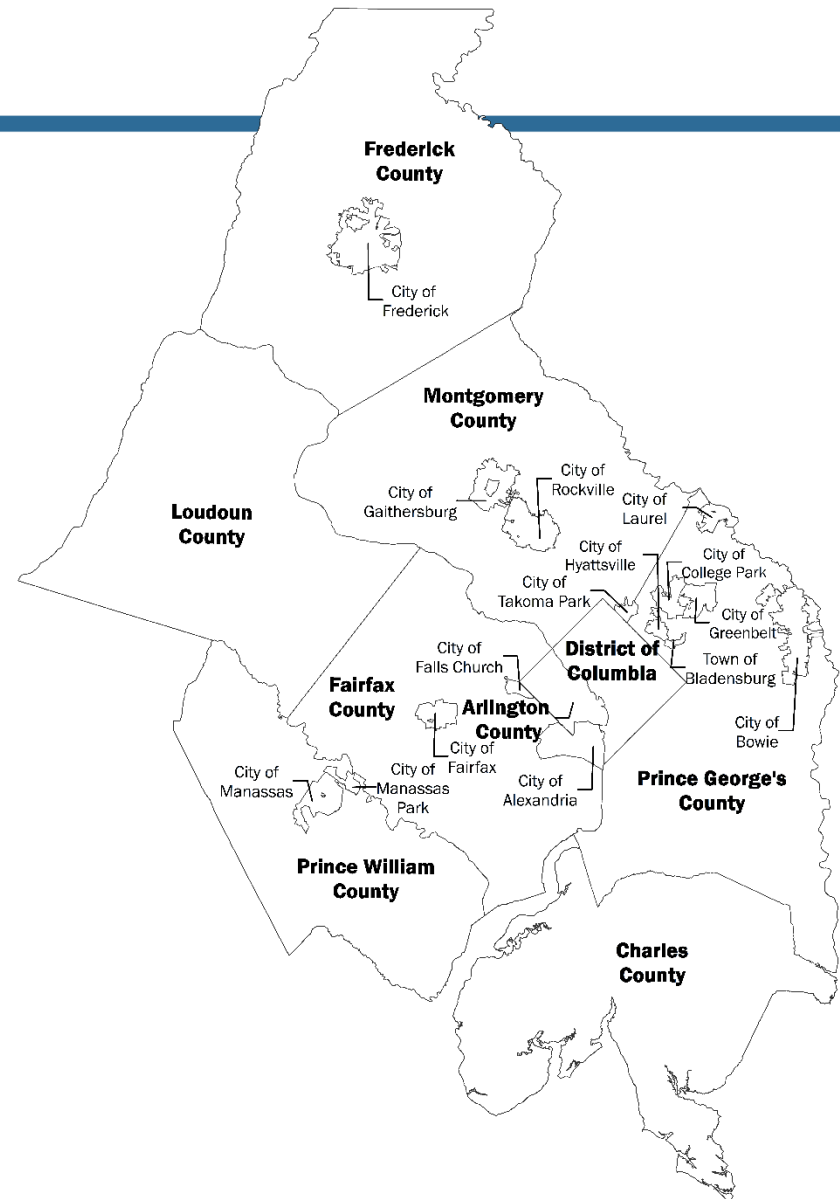 Frederick
County
City of
Frederick
Montgomery
County
City of
Rockville
City of
Gaithersburg
City of
Laurel
Loudoun
County
City of
Hyattsville
City of
College Park
City of
Takoma Park
City of
Greenbelt
City of
Falls Church
District of
Columbia
Town of
Bladensburg
Fairfax
County
Arlington
County
City of
Bowie
City of
Fairfax
City of
Manassas
City of
Manassas
Park
City of
Alexandria
Prince George's
County
Prince William
County
Charles
County